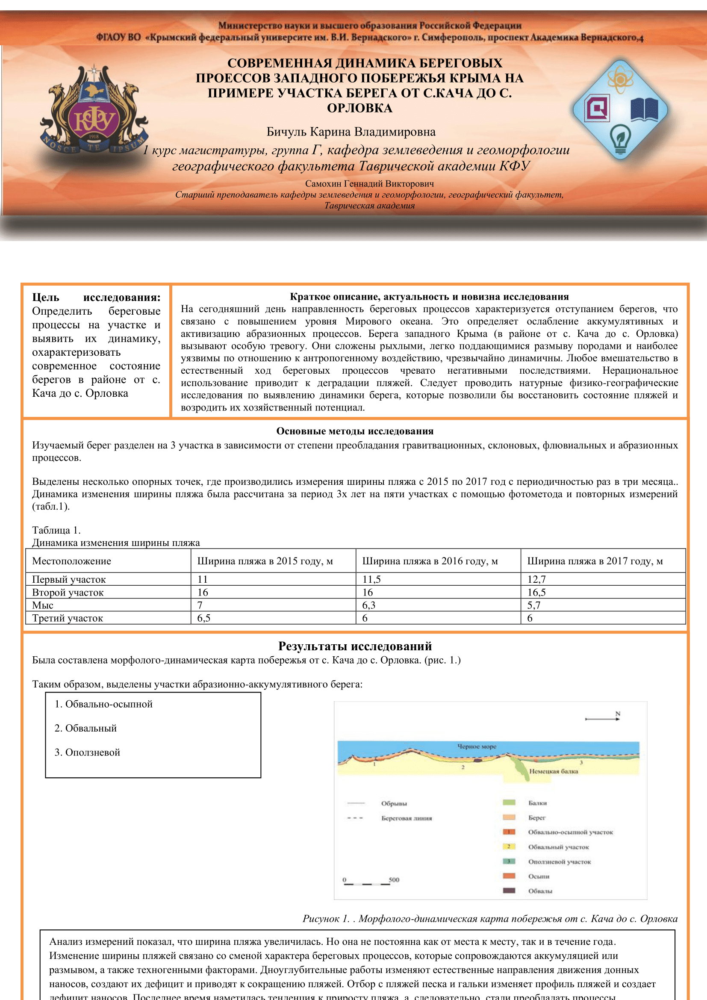 Министерство науки и высшего образования Российской Федерации
ФГАОУ ВО «Крымский федеральный университе им. В.И. Вернадского» г. Симферополь, проспект Академика Вернадского,4
СОВРЕМЕННАЯ ДИНАМИКА БЕРЕГОВЫХ
ПРОЕССОВ ЗАПАДНОГО ПОБЕРЕЖЬЯ КРЫМА НА
ПРИМЕРЕ УЧАСТКА БЕРЕГА ОТ С.КАЧА ДО С.
ОРЛОВКА
КФУ
1918
NOSCE TE IPSUM
Бичуль Карина Владимировна
1 курс магистратуры, группа Г, кафедра землеведения и геоморфологии
географического факультета Таврической академии КФУ
Самохин Геннадий Викторович
Старший преподаватель кафедры землеведения и геоморфологии, географический факультет,
Таврическая академия
Цель исследования:
Определить береговые
процессы на участке и
выявить их динамику,
охарактеризовать
современное состояние
берегов в районе от с.
Кача до с. Орловка
Краткое описание, актуальность и новизна исследования
На сегодняшний день направленность береговых процессов характеризуется отступанием берегов, что
связано с повышением уровня Мирового океана. Это определяет ослабление аккумулятивных и
активизацию абразионных процессов. Берега западного Крыма (в районе от с. Кача до с. Орловка)
вызывают особую тревогу. Они сложены рыхлыми, легко поддающимися размыву породами и наиболее
уязвимы по отношению к антропогенному воздействию, чрезвычайно динамичны. Любое вмешательство в
естественный ход береговых процессов чревато негативными последствиями. Нерациональное
использование приводит к деградации пляжей. Следует проводить натурные физико-географические
исследования по выявлению динамики берега, которые позволили бы восстановить состояние пляжей и
возродить их хозяйственный потенциал.
Основные методы исследования
Изучаемый берег разделен на 3 участка в зависимости от степени преобладания гравитвационных, склоновых, флювиальных и абразионных
процессов.
Выделены несколько опорных точек, где производились измерения ширины пляжа с 2015 по 2017 год с периодичностью раз в три месяца..
Динамика изменения ширины пляжа была рассчитана за период 3х лет на пяти участках с помощью фотометода и повторных измерений
(табл.1).
Таблица 1.
Динамика изменения ширины пляжа
Местоположение Ширина пляжа в 2015 году, м Ширина пляжа в 2016 году, м Ширина пляжа в 2017 году, м
Первый участок 11 11,5 12,7
Второй участок 16 16 16,5
Мыс 7 6,3 5,7
Третий участок 6,5 6 6
Результаты исследований
Была составлена морфолого-динамическая карта побережья от с. Кача до с. Орловка. (рис. 1.)
Таким образом, выделены участки абразионно-аккумулятивного берега:
1. Обвально-осыпной
2. Обвальный
3. Оползневой
N
Черное море
1
2
3
Немецкая балка
Обрывы
Береговая линия
Балки
Берег
1 Обвально-осыпной участок
2 Обвальный участок
3 Оползневой участок
Осыпи
Обвалы
0 500
Рисунок 1. . Морфолого-динамическая карта побережья от с. Кача до с. Орловка
Анализ измерений показал, что ширина пляжа увеличилась. Но она не постоянна как от места к месту, так и в течение года.
Изменение ширины пляжей связано со сменой характера береговых процессов, которые сопровождаются аккумуляцией или
размывом, а также техногенными факторами. Дноуглубительные работы изменяют естественные направления движения донных
наносов, создают их дефицит и приводят к сокращению пляжей. Отбор с пляжей песка и гальки изменяет профиль пляжей и создает
дефицит наносов. Последнее время наметилась тенденция к приросту пляжа, а, следовательно, стали преобладать процессы